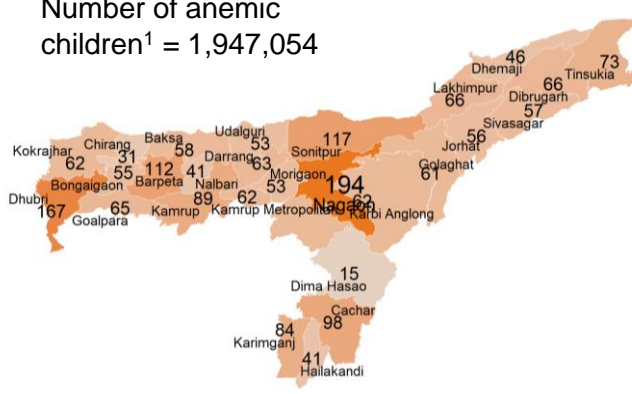 Number of anemic
children¹ = 1,947,054
46
Dhemaji
73
Tinsukia
66
Dibrugarh
Lakhimpur
66
57
Sivasagar
117
Sonitpur
56
Jorhat
Golaghat
61
Udalguri
53
Baksa
58
Chirang
31
Kokrajhar
62
Darrang
63
Morigaon
53
112
Barpeta
41
Nalbari
55
Bongaigaon
194
Nagaon
62
Karbi Anglong
Dhubri
167
65
Goalpara
89
Kamrup
62
Kamrup Metropolitan
15
Dima Hasao
Cachar
98
84
Karimganj
41
Hailakandi